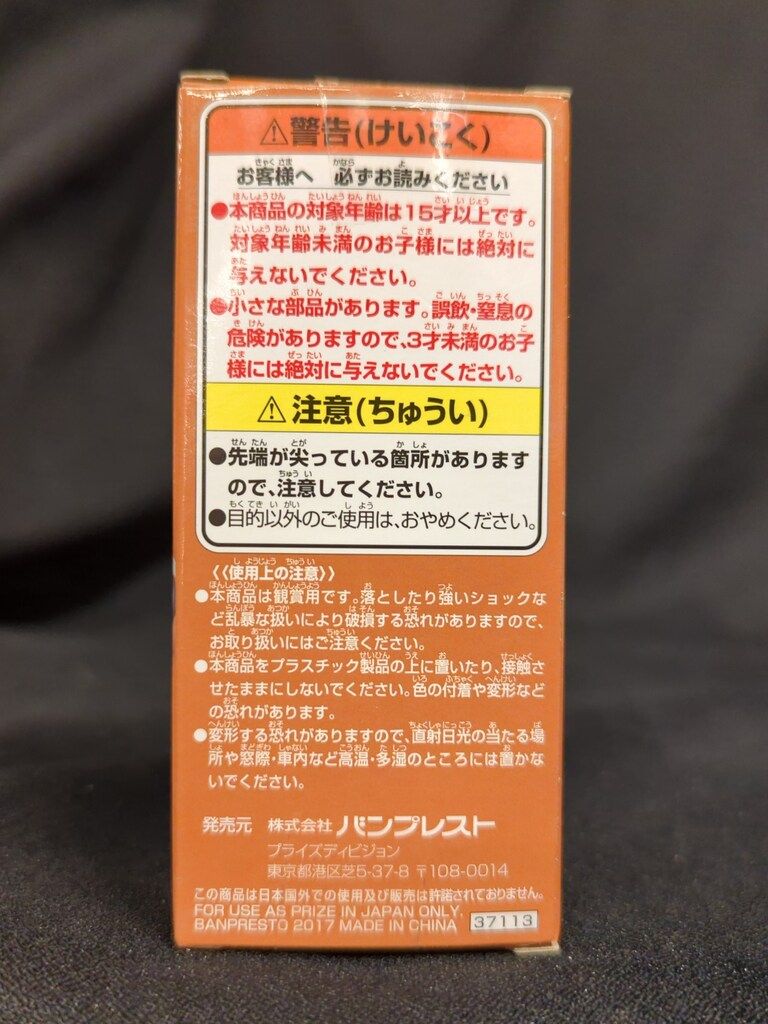 ⚠警告(けいこく)
お客様へ 必ずお読みください
●本商品の対象年齢は15才以上です。
対象年齢未満のお子様には絶対に
与えないでください。
●小さな部品があります。誤飲・窒息の
危険がありますので、3才未満のお子
様には絶対に与えないでください。
⚠注意(ちゅうい)
●先端が尖っている箇所があります
ので、注意してください。
●目的以外のご使用は、おやめください。
《使用上の注意》
●本商品は観賞用です。落としたり強いショックな
ど乱暴な扱いにより破損する恐れがありますので、
お取り扱いにはご注意ください。
●本商品をプラスチック製品の上に置いたり、接触さ
せたままにしないでください。色の付着や変形など
の恐れがあります。
●変形する恐れがありますので、直射日光の当たる場
所や窓際・車内など高温・多湿のところには置かな
いでください。
発売元 株式会社 バンプレスト
プライズディビジョン
東京都港区芝5-37-8 〒108-0014
この商品は日本国外での使用及び販売は許諾されておりません。
FOR USE AS PRIZE IN JAPAN ONLY.
BANPRESTO 2017 MADE IN CHINA 37113